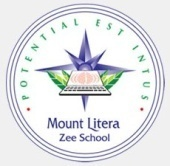 POTENTIAL EST INTUS
Mount Litera
Zee School